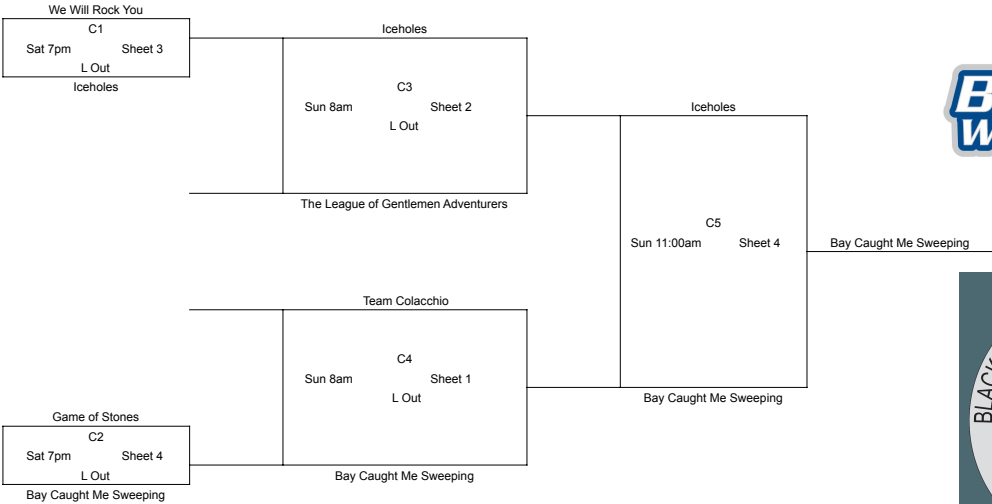 We Will Rock You
C1
Sat 7pm Sheet 3
L Out
Iceholes
Iceholes
C3
Sun 8am Sheet 2
L Out
The League of Gentlemen Adventurers
Iceholes
C5
Sun 11:00am Sheet 4
Bay Caught Me Sweeping
Team Colacchio
C4
Sun 8am Sheet 1
L Out
Bay Caught Me Sweeping
Bay Caught Me Sweeping
Game of Stones
C2
Sat 7pm Sheet 4
L Out
Bay Caught Me Sweeping
BLACK